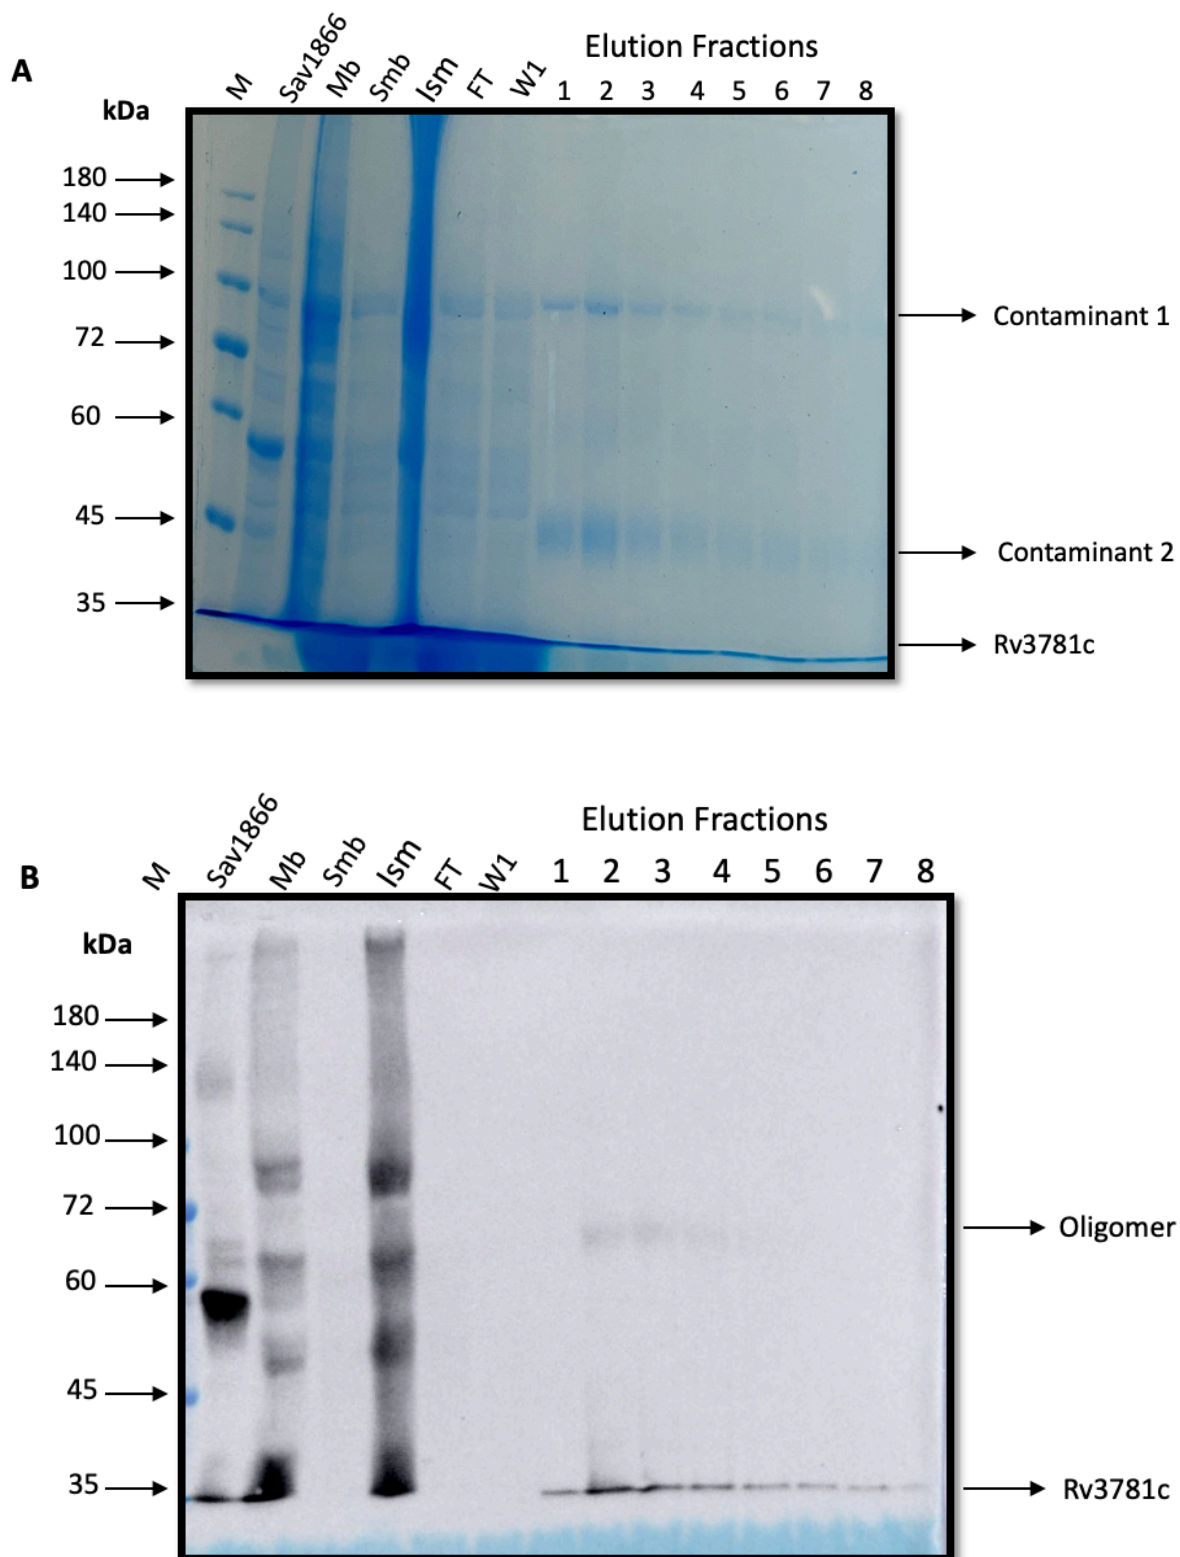 A
kDa
M Sav1866 Mb Smb Ism FT W1
Elution Fractions
1 2 3 4 5 6 7 8
180
140
100
72
60
45
35
Contaminant 1
Contaminant 2
Rv3781c
B
kDa
M Sav1866 Mb Smb Ism FT W1
Elution Fractions
1 2 3 4 5 6 7 8
180
140
100
72
60
45
35
Oligomer
Rv3781c